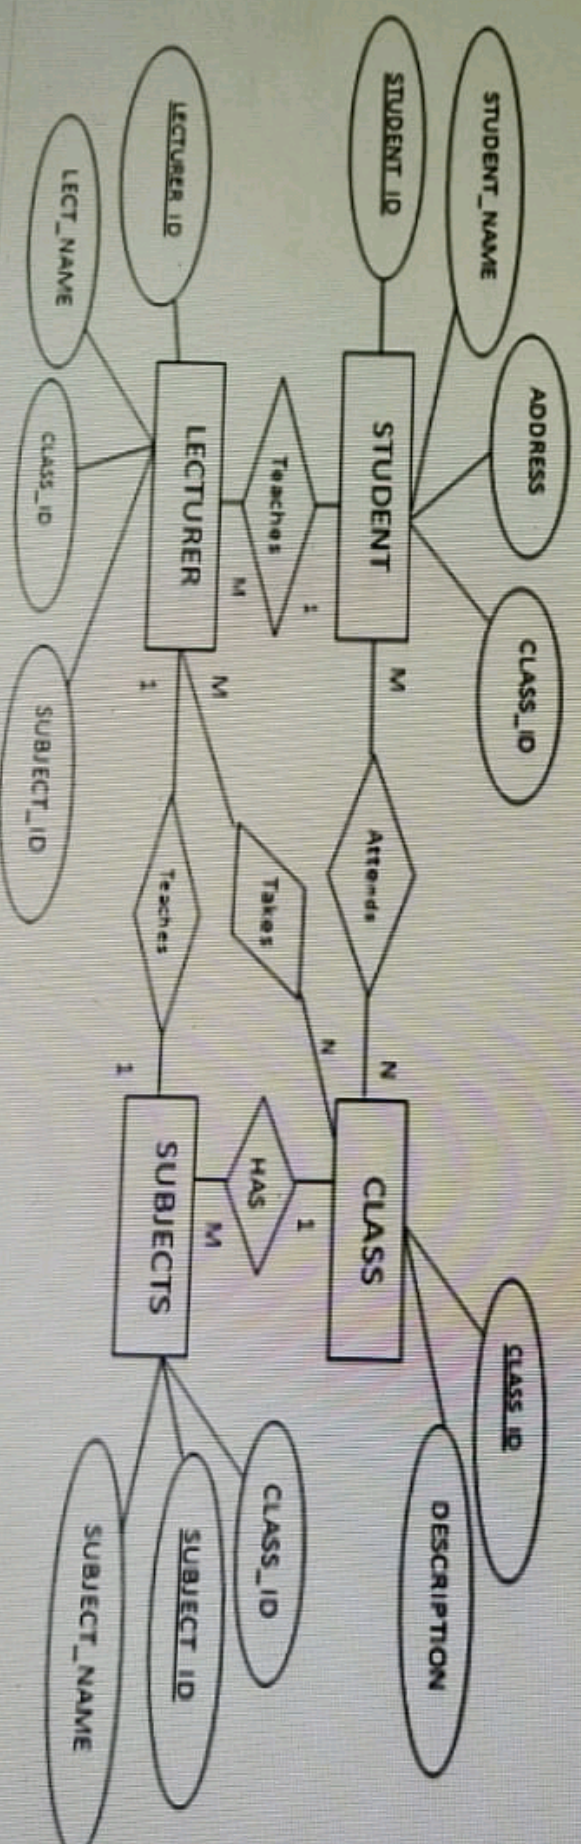 STUDENT_NAME
ADDRESS
CLASS_ID
STUDENT_ID
STUDENT
M
Attends
N
CLASS
CLASS_ID
DESCRIPTION
1
Teaches
M
Takes
N
1
HAS
M
LECTURER_ID
LECTURER
M
1
Teaches
1
SUBJECTS
LECT_NAME
CLASS_ID
SUBJECT_ID
CLASS_ID
SUBJECT_ID
SUBJECT_NAME